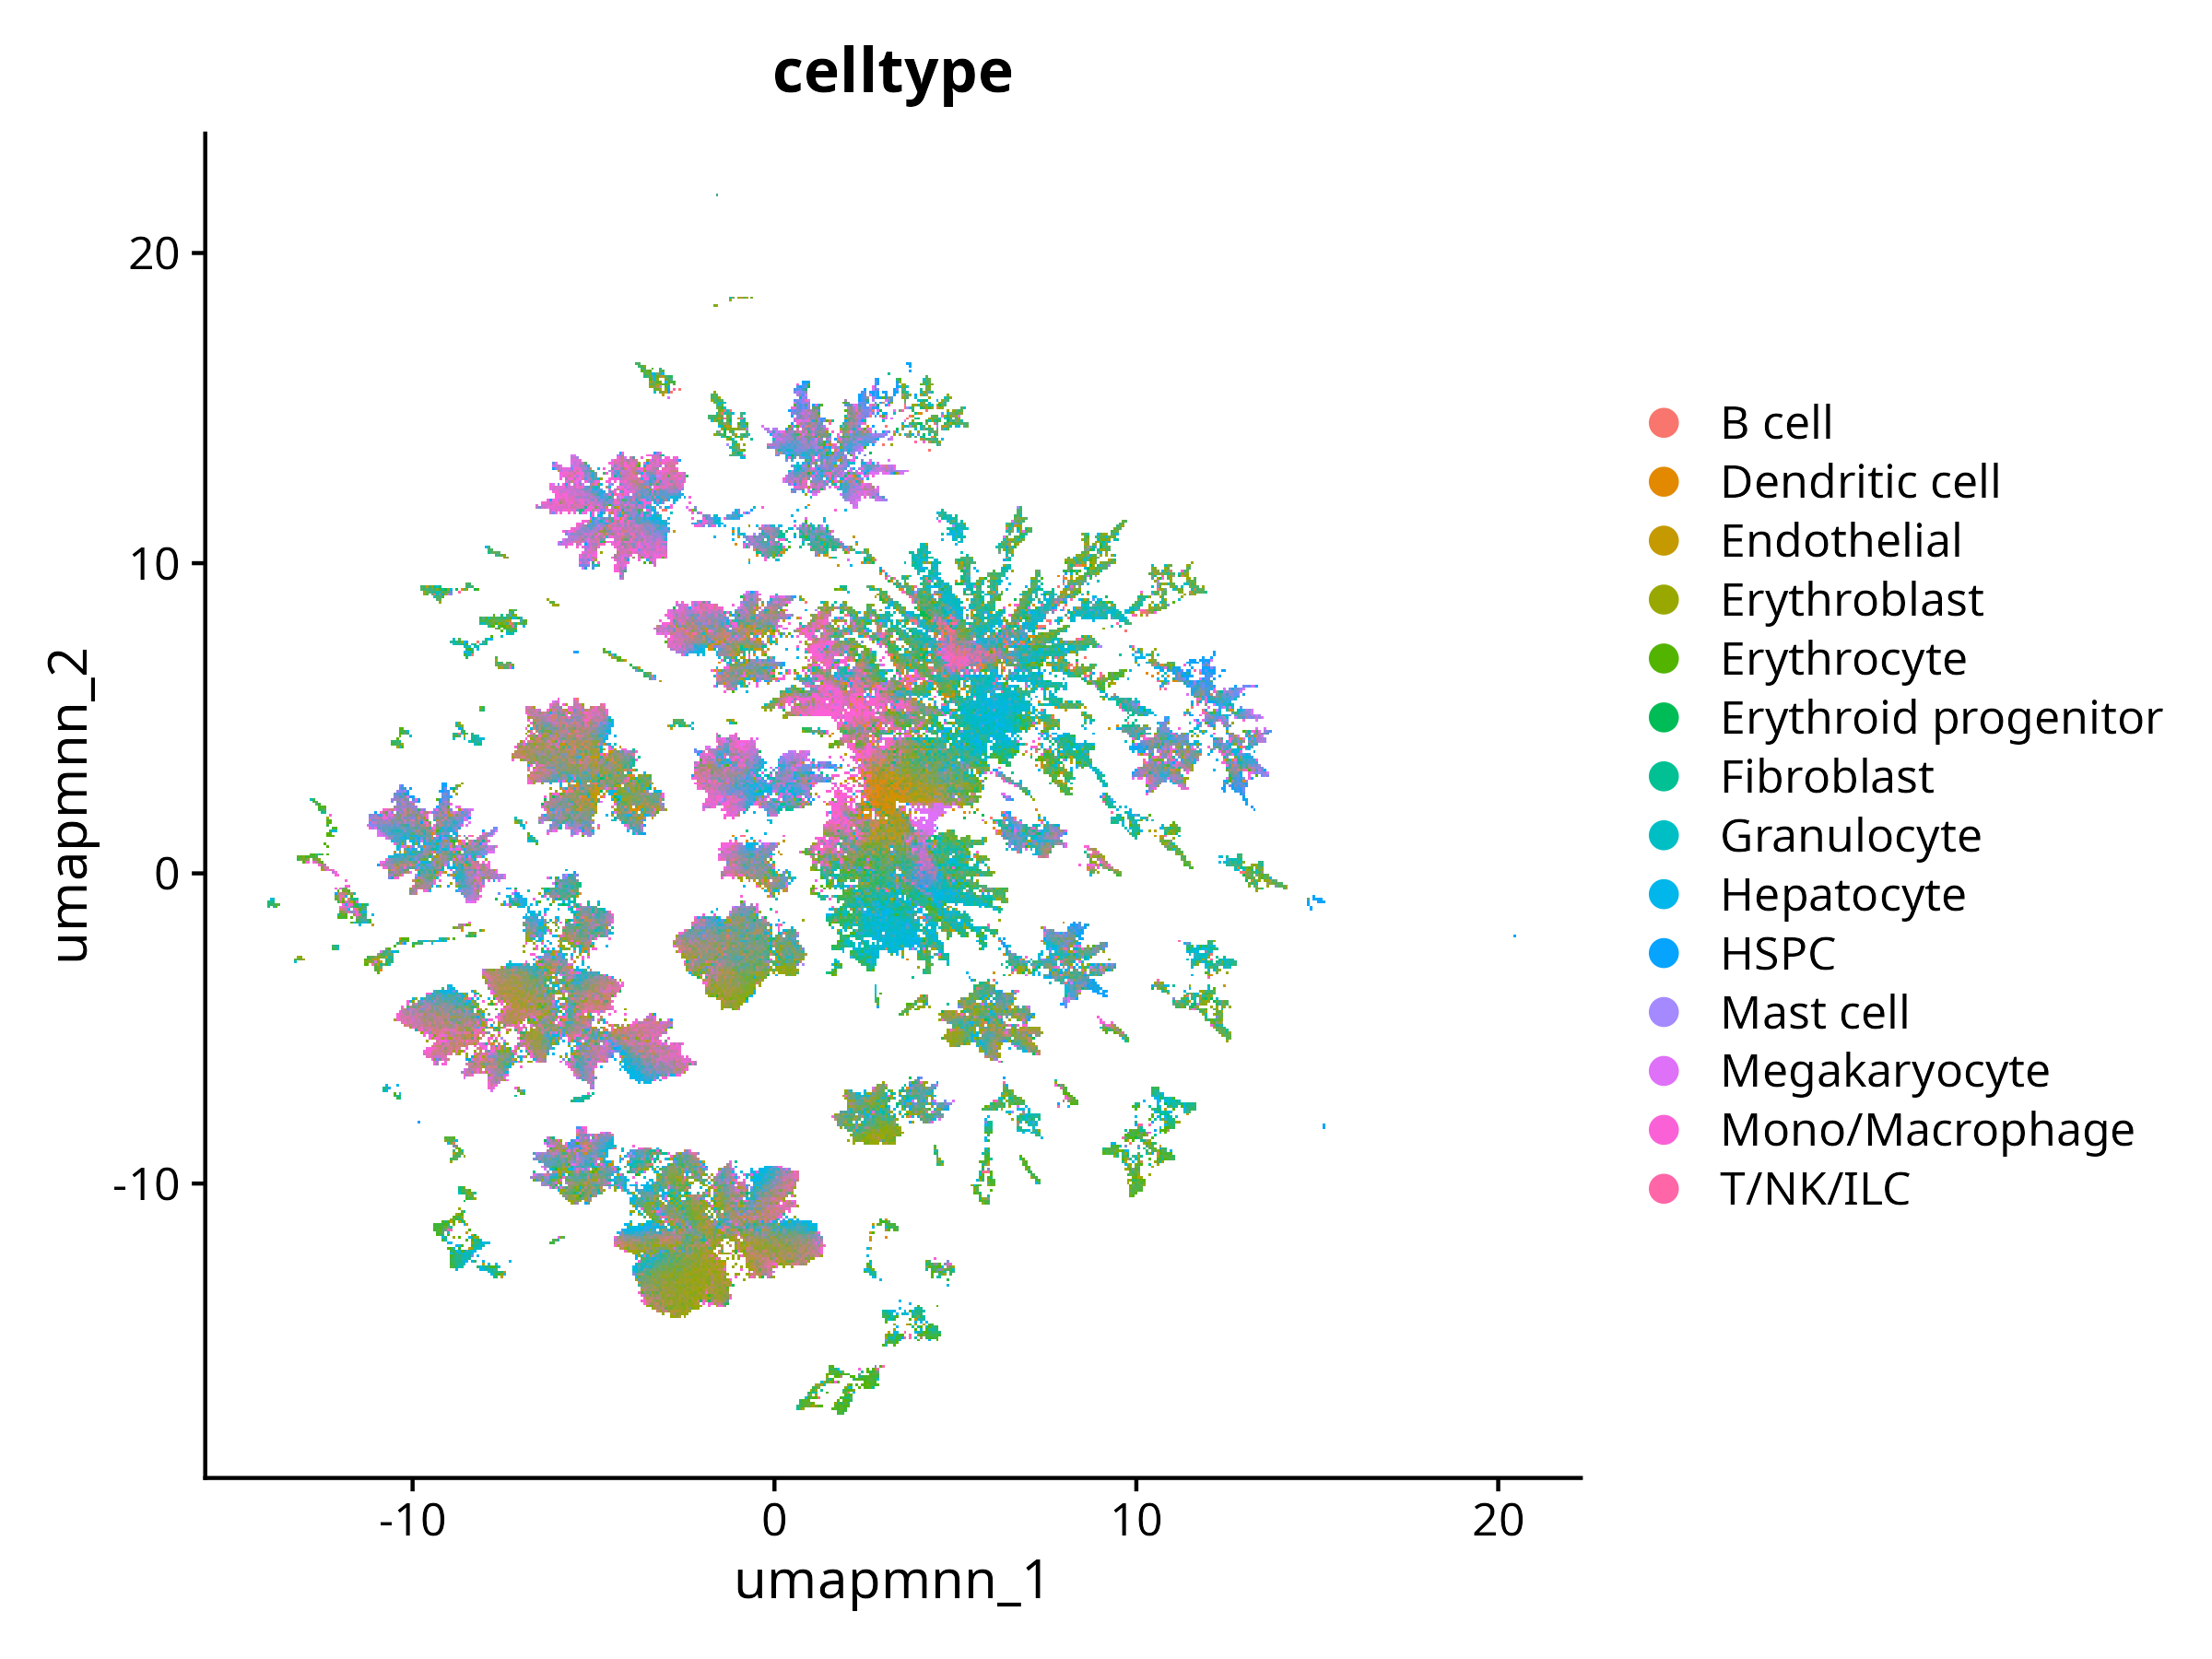 celltype
20
10
0
-10
umapmnn_2
-10
0
10
20
umapmnn_1
B cell
Dendritic cell
Endothelial
Erythroblast
Erythrocyte
Erythroid progenitor
Fibroblast
Granulocyte
Hepatocyte
HSPC
Mast cell
Megakaryocyte
Mono/Macrophage
T/NK/ILC